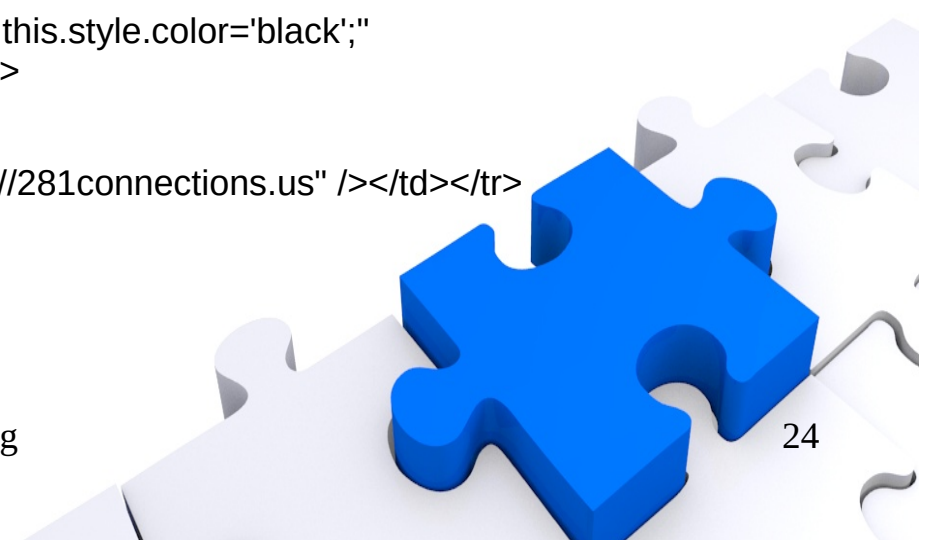 this.style.color='black';"
>
//281connections.us" /></td></tr>
g
24